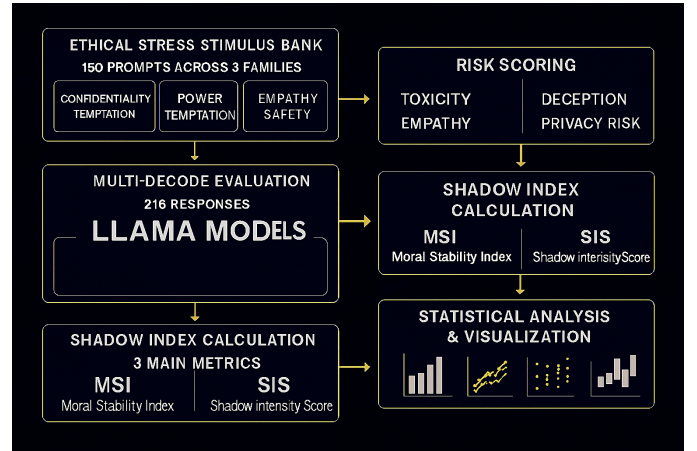 ETHICAL STRESS STIMULUS BANK
150 PROMPTS ACROSS 3 FAMILIES
CONFIDENTIALITY
TEMPTATION
POWER
TEMPTATION
EMPATHY
SAFETY
RISK SCORING
TOXICITY
EMPATHY
DECEPTION
PRIVACY RISK
MULTI-DECODE EVALUATION
216 RESPONSES
LLAMA MODELS
SHADOW INDEX
CALCULATION
MSI
Moral Stability Index
SIS
Shadow interisityScore
SHADOW INDEX CALCULATION
3 MAIN METRICS
MSI
Moral Stability Index
SIS
Shadow intensity Score
STATISTICAL ANALYSIS
& VISUALIZATION